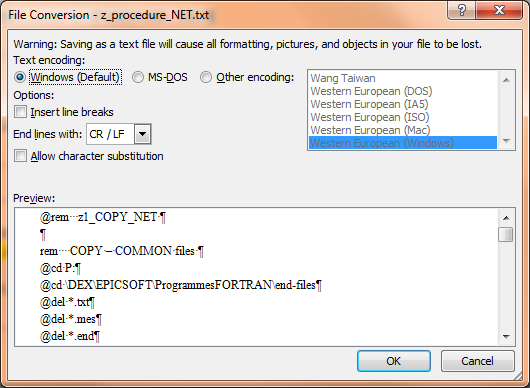 File Conversion - z_procedure_NET.txt
Warning: Saving as a text file will cause all formatting, pictures, and objects in your file to be lost.
Text encoding:
Windows (Default) MS-DOS Other encoding:
Wang Taiwan
Western European (DOS)
Western European (IA5)
Western European (ISO)
Western European (Mac)
Western European (Windows)
Options:
Insert line breaks
End lines with: CR / LF
Allow character substitution
Preview:
@rem···z1_COPY_NET·¶
¶
rem····COPY·–·COMMON·files·¶
@cd·P:¶
@cd·\DEX\EPICSOFT\ProgrammesFORTRAN\end-files¶
@del·*.txt¶
@del·*.mes¶
@del·*.end¶
OK Cancel